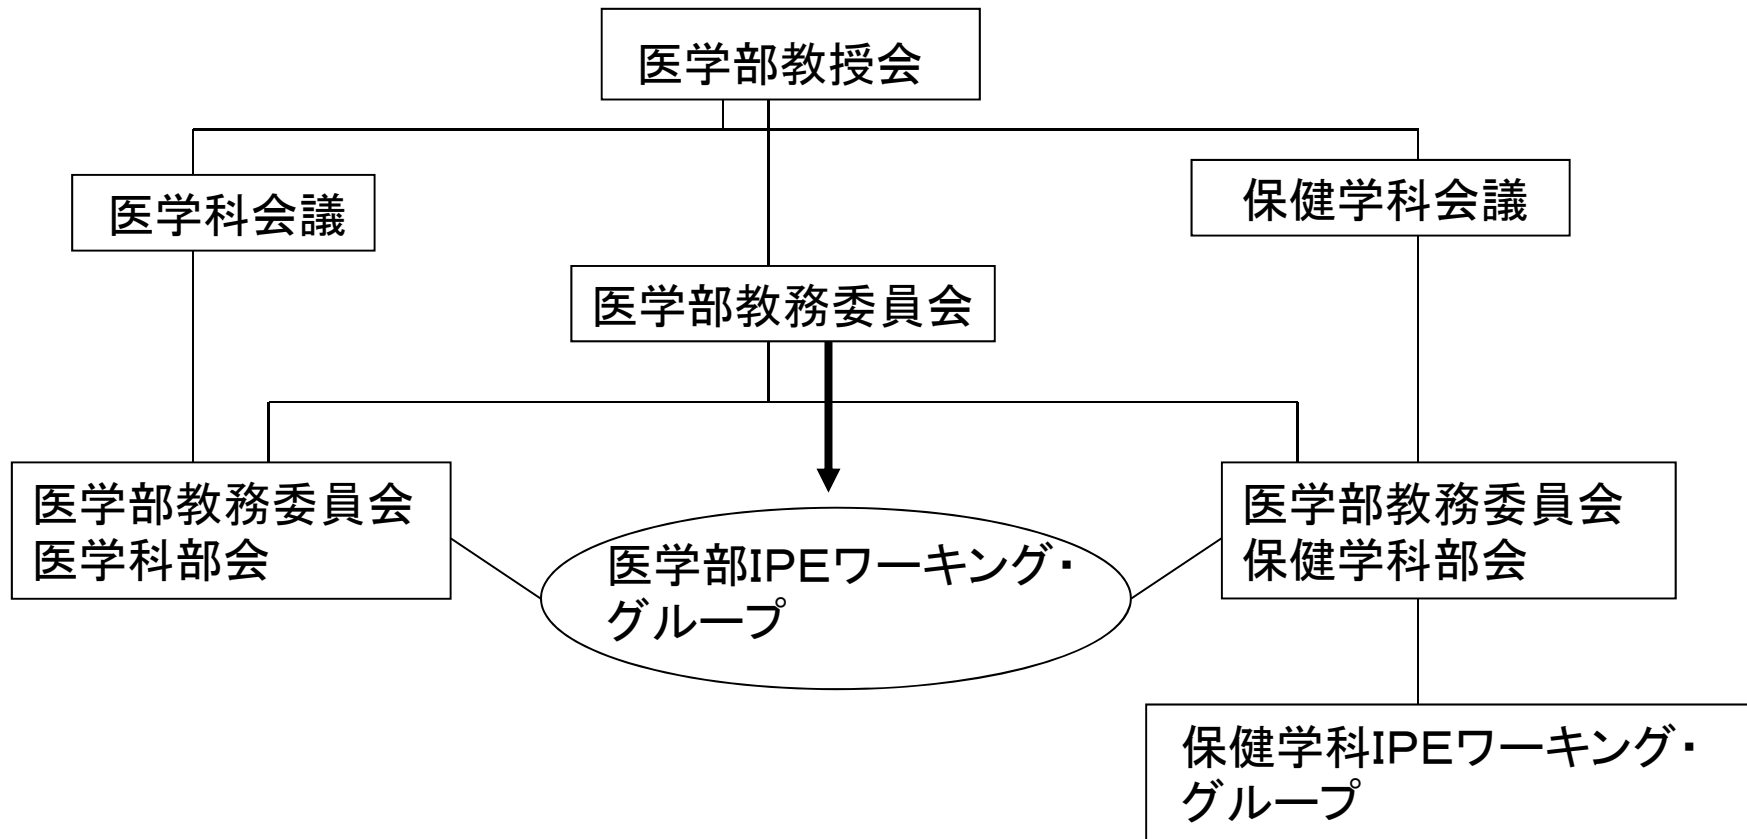 医学部教授会
医学科会議
保健学科会議
医学部教務委員会
医学部教務委員会
医学科部会
医学部IPEワーキング・
グループ
医学部教務委員会
保健学科部会
保健学科IPEワーキング・
グループ